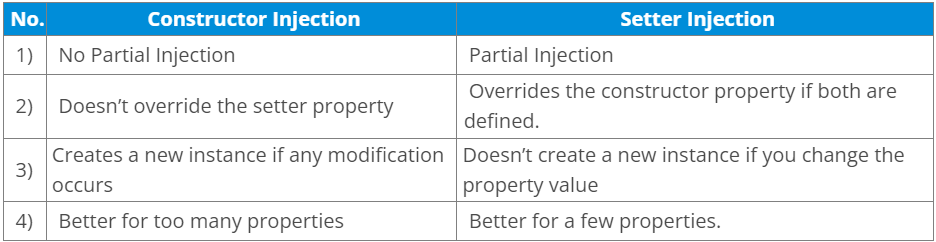 No. Constructor Injection Setter Injection
1) No Partial Injection Partial Injection
2) Doesn’t override the setter property Overrides the constructor property if both are
defined.
3) Creates a new instance if any modification
occurs
Doesn’t create a new instance if you change the
property value
4) Better for too many properties Better for a few properties.